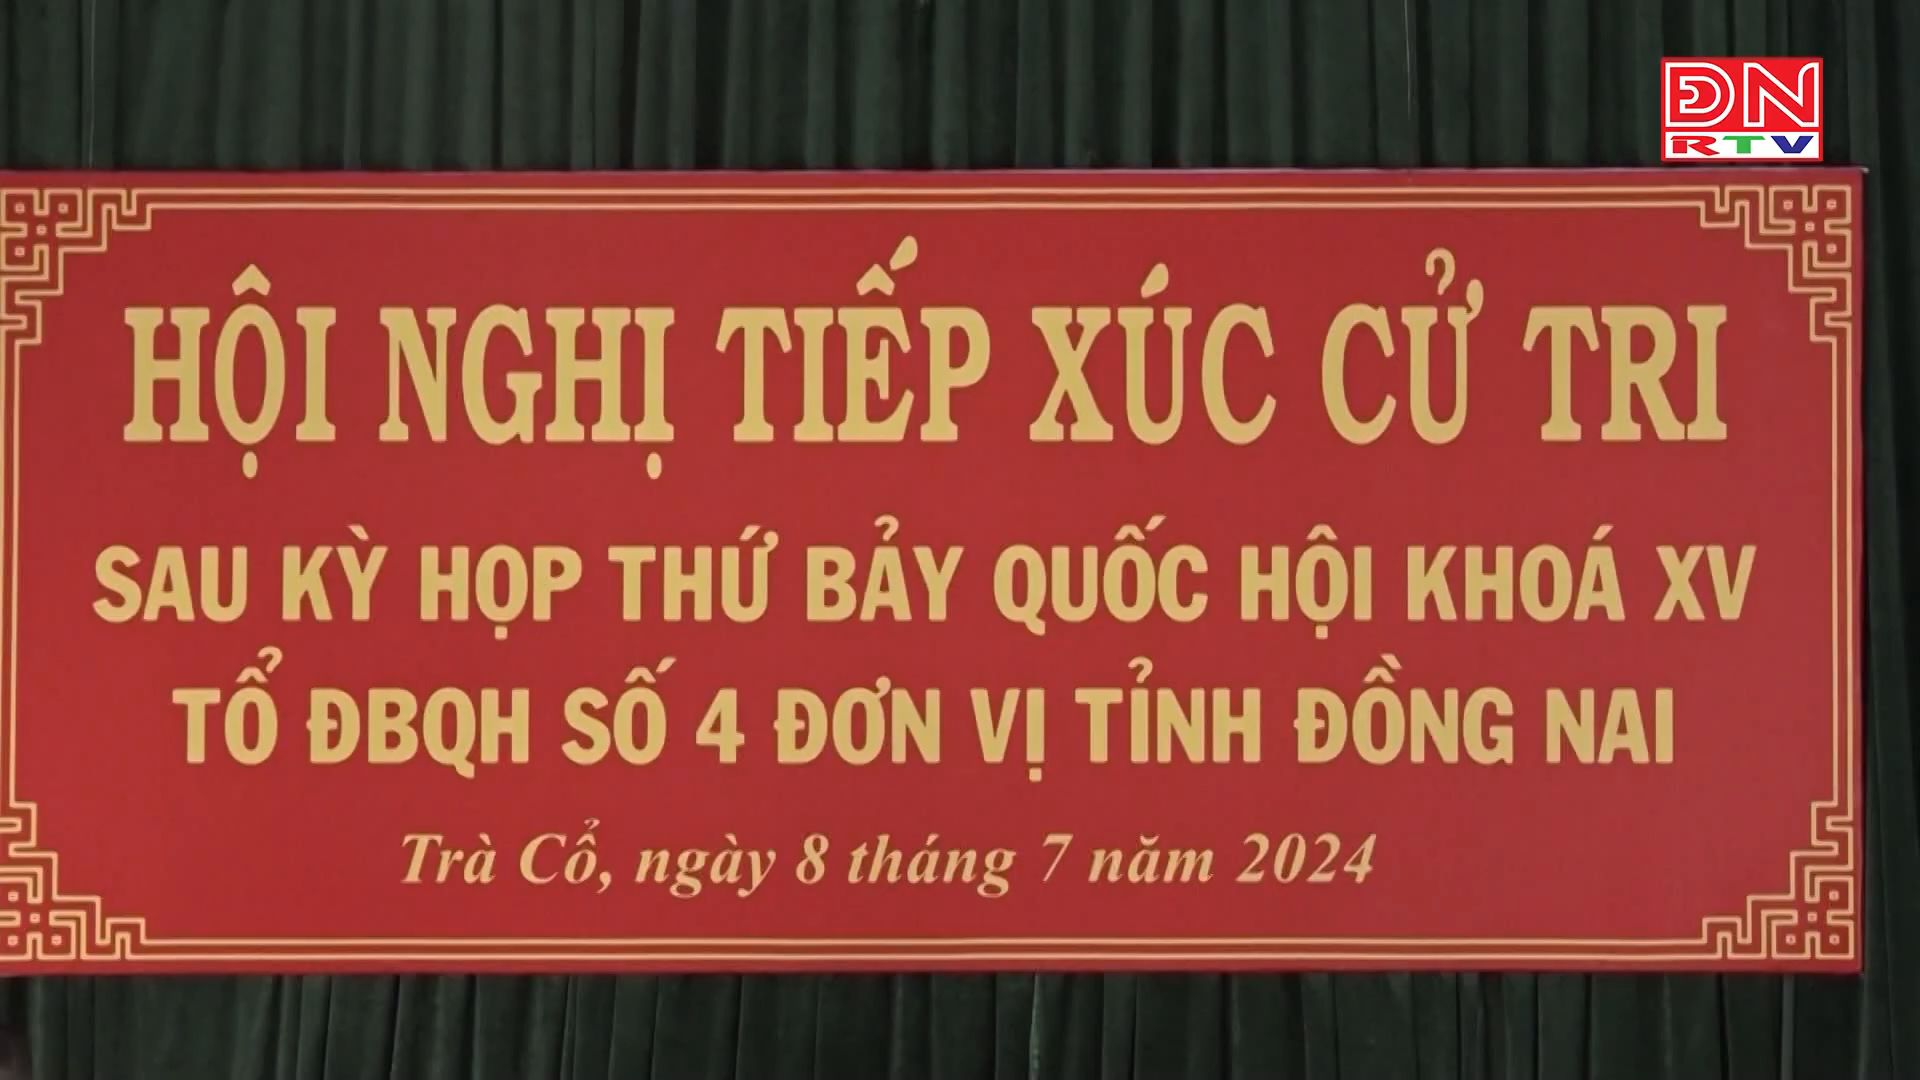 ĐN
RTV
HỘI NGHỊ TIẾP XÚC CỬ TRI
SAU KỲ HỌP THỨ BẢY QUỐC HỘI KHOÁ XV
TỔ ĐBQH SỐ 4 ĐƠN VỊ TỈNH ĐỒNG NAI
Trà Cổ, ngày 8 tháng 7 năm 2024